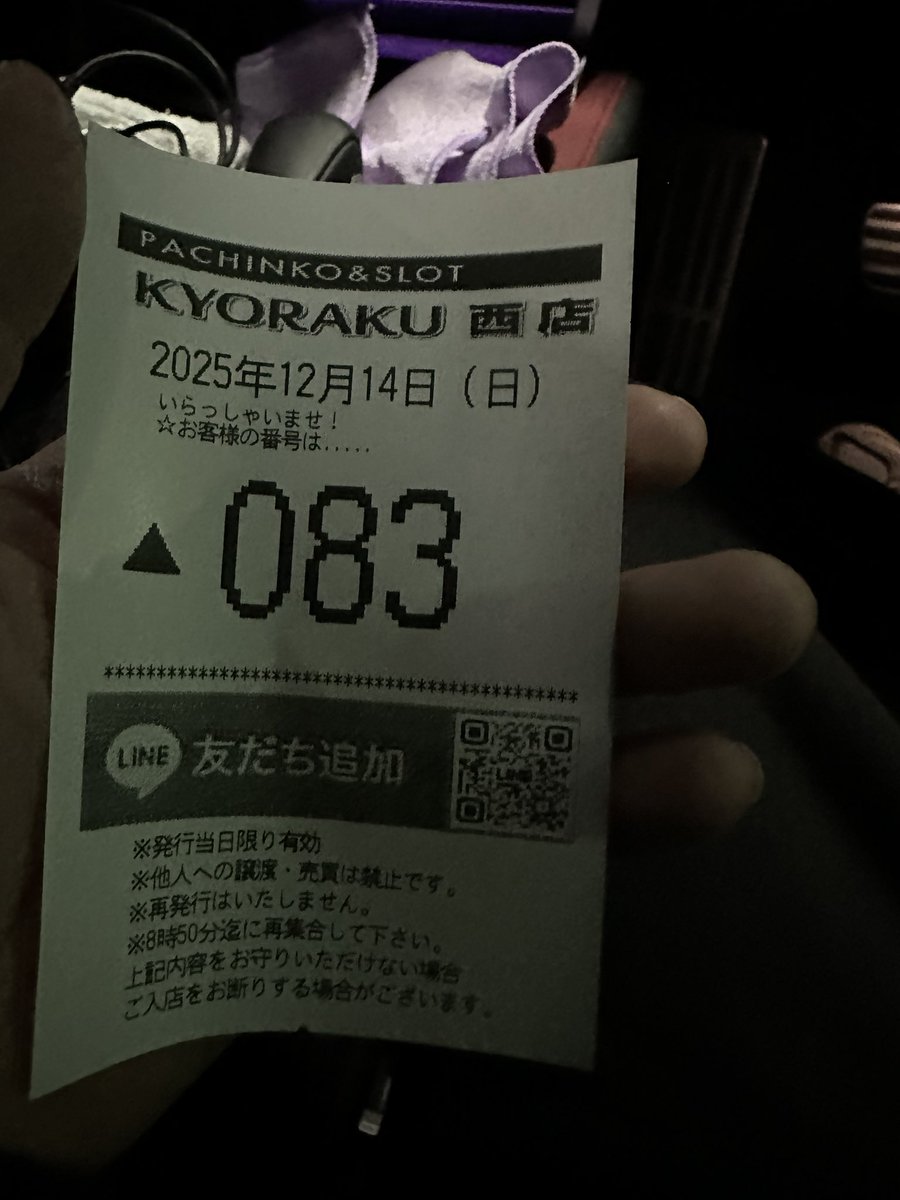 PACHINKO&SLOT
KYORAKU 西店
2025年12月14日（日）
いらっしゃいませ！
☆お客様の番号は.....
▲ 083
******************************************
LINE 友だち追加
※発行当日限り有効
※他人への譲渡・売買は禁止です。
※再発行はいたしません。
※8時50分迄に再集合して下さい。
上記内容をお守りいただけない場合
ご入店をお断りする場合がございます。